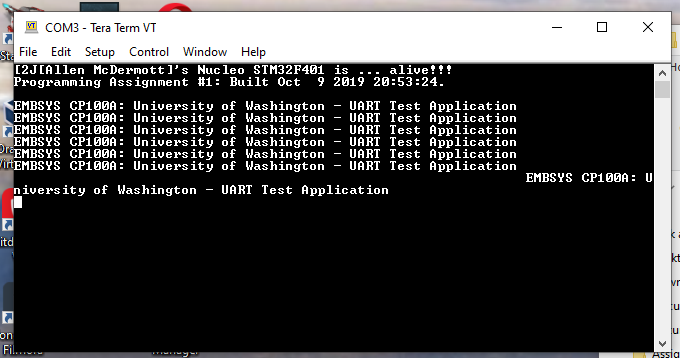 COM3 - Tera Term VT
File Edit Setup Control Window Help
[2J[Allen McDermott]'s Nucleo STM32F401 is ... alive!!!
Programming Assignment #1: Built Oct  9 2019 20:53:24.
EMBSYS CP100A: University of Washington - UART Test Application
EMBSYS CP100A: University of Washington - UART Test Application
EMBSYS CP100A: University of Washington - UART Test Application
EMBSYS CP100A: University of Washington - UART Test Application
EMBSYS CP100A: University of Washington - UART Test Application
EMBSYS CP100A: University of Washington - UART Test Application
EMBSYS CP100A: U
niversity of Washington - UART Test Application